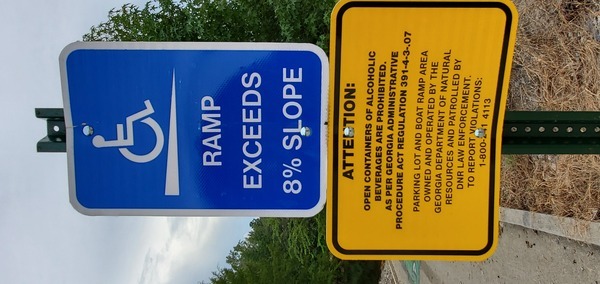 RAMP
EXCEEDS
8% SLOPE
ATTENTION:
OPEN CONTAINERS OF ALCOHOLIC
BEVERAGES ARE PROHIBITED.
AS PER GEORGIA ADMINISTRATIVE
PROCEDURE ACT REGULATION 391-4-3-.07
PARKING LOT AND BOAT RAMP AREA
OWNED AND OPERATED BY THE
GEORGIA DEPARTMENT OF NATURAL
RESOURCES AND PATROLLED BY
DNR LAW ENFORCEMENT.
TO REPORT VIOLATIONS:
4113